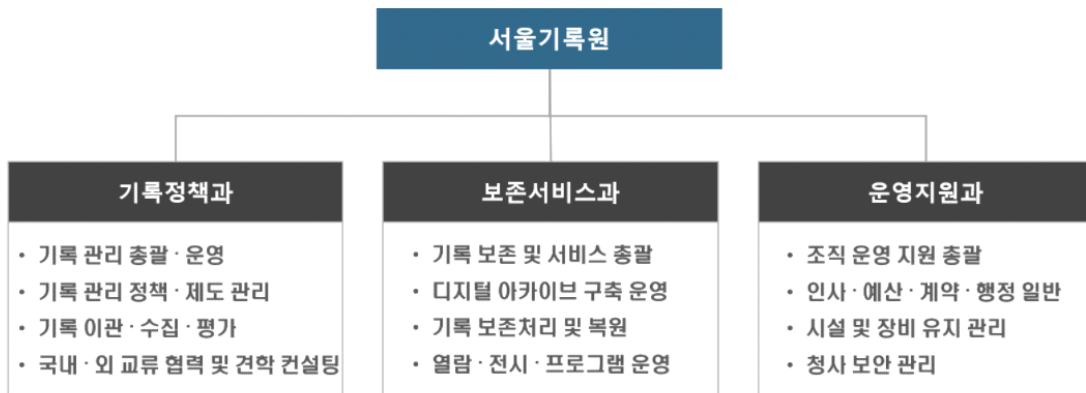 서울기록원
기록정책과
• 기록 관리 총괄 · 운영
• 기록 관리 정책 · 제도 관리
• 기록 이관 · 수집 · 평가
• 국내 · 외 교류 협력 및 견학 컨설팅
보존서비스과
• 기록 보존 및 서비스 총괄
• 디지털 아카이브 구축 운영
• 기록 보존처리 및 복원
• 열람 · 전시 · 프로그램 운영
운영지원과
• 조직 운영 지원 총괄
• 인사 · 예산 · 계약 · 행정 일반
• 시설 및 장비 유지 관리
• 청사 보안 관리